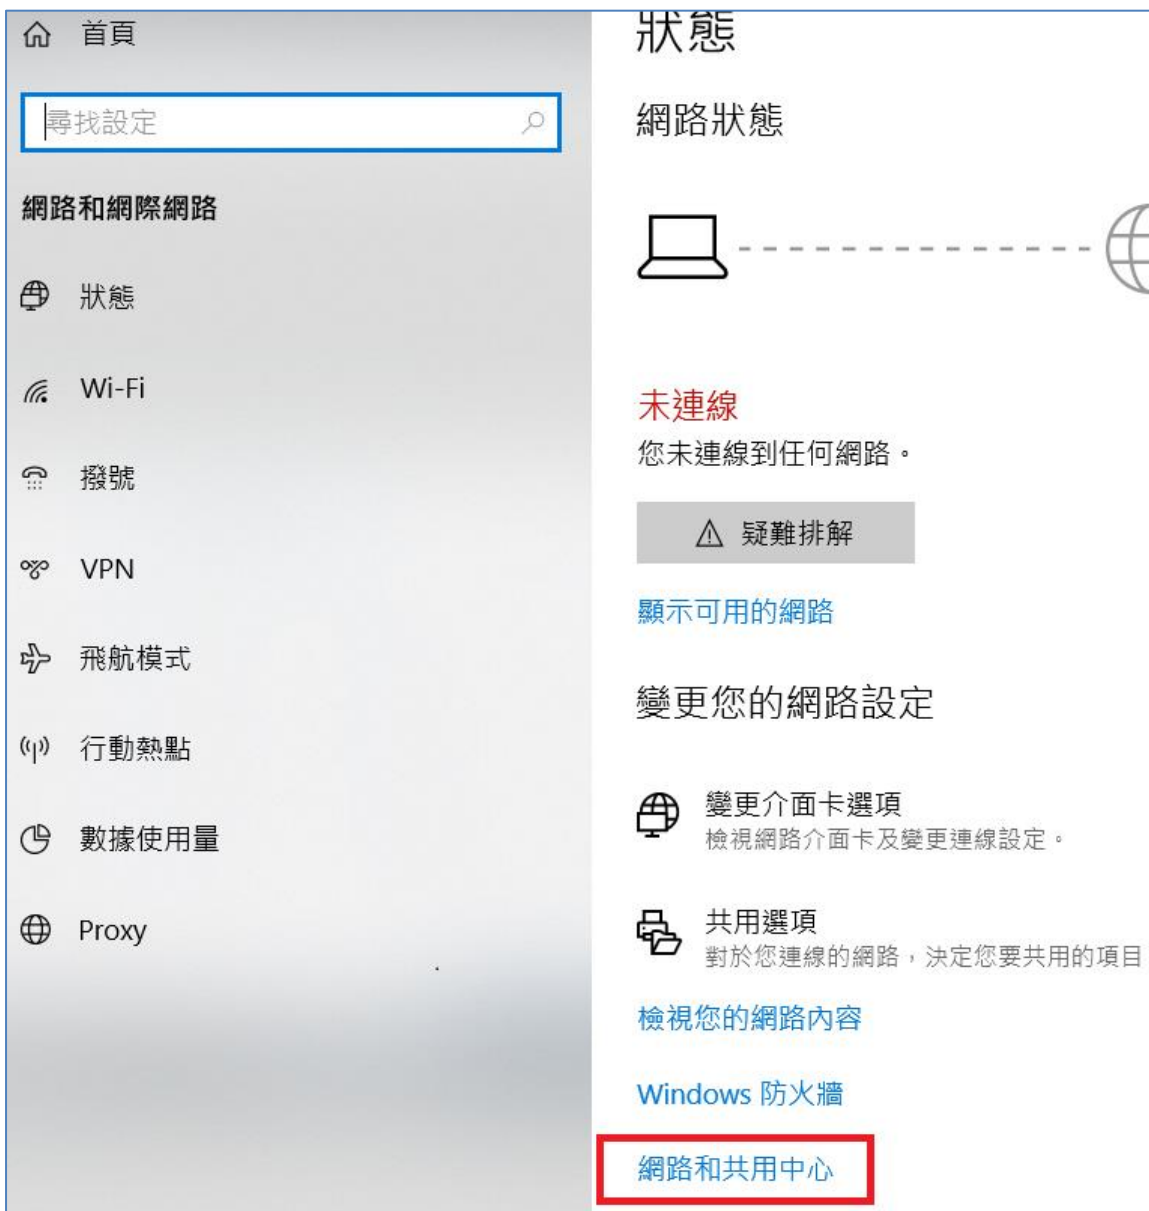 首頁
尋找設定
網路和網際網路
狀態
Wi-Fi
撥號
VPN
飛航模式
行動熱點
數據使用量
Proxy
狀態
網路狀態
未連線
您未連線到任何網路。
疑難排解
顯示可用的網路
變更您的網路設定
變更介面卡選項
檢視網路介面卡及變更連線設定。
共用選項
對於您連線的網路，決定您要共用的項目
檢視您的網路內容
Windows 防火牆
網路和共用中心